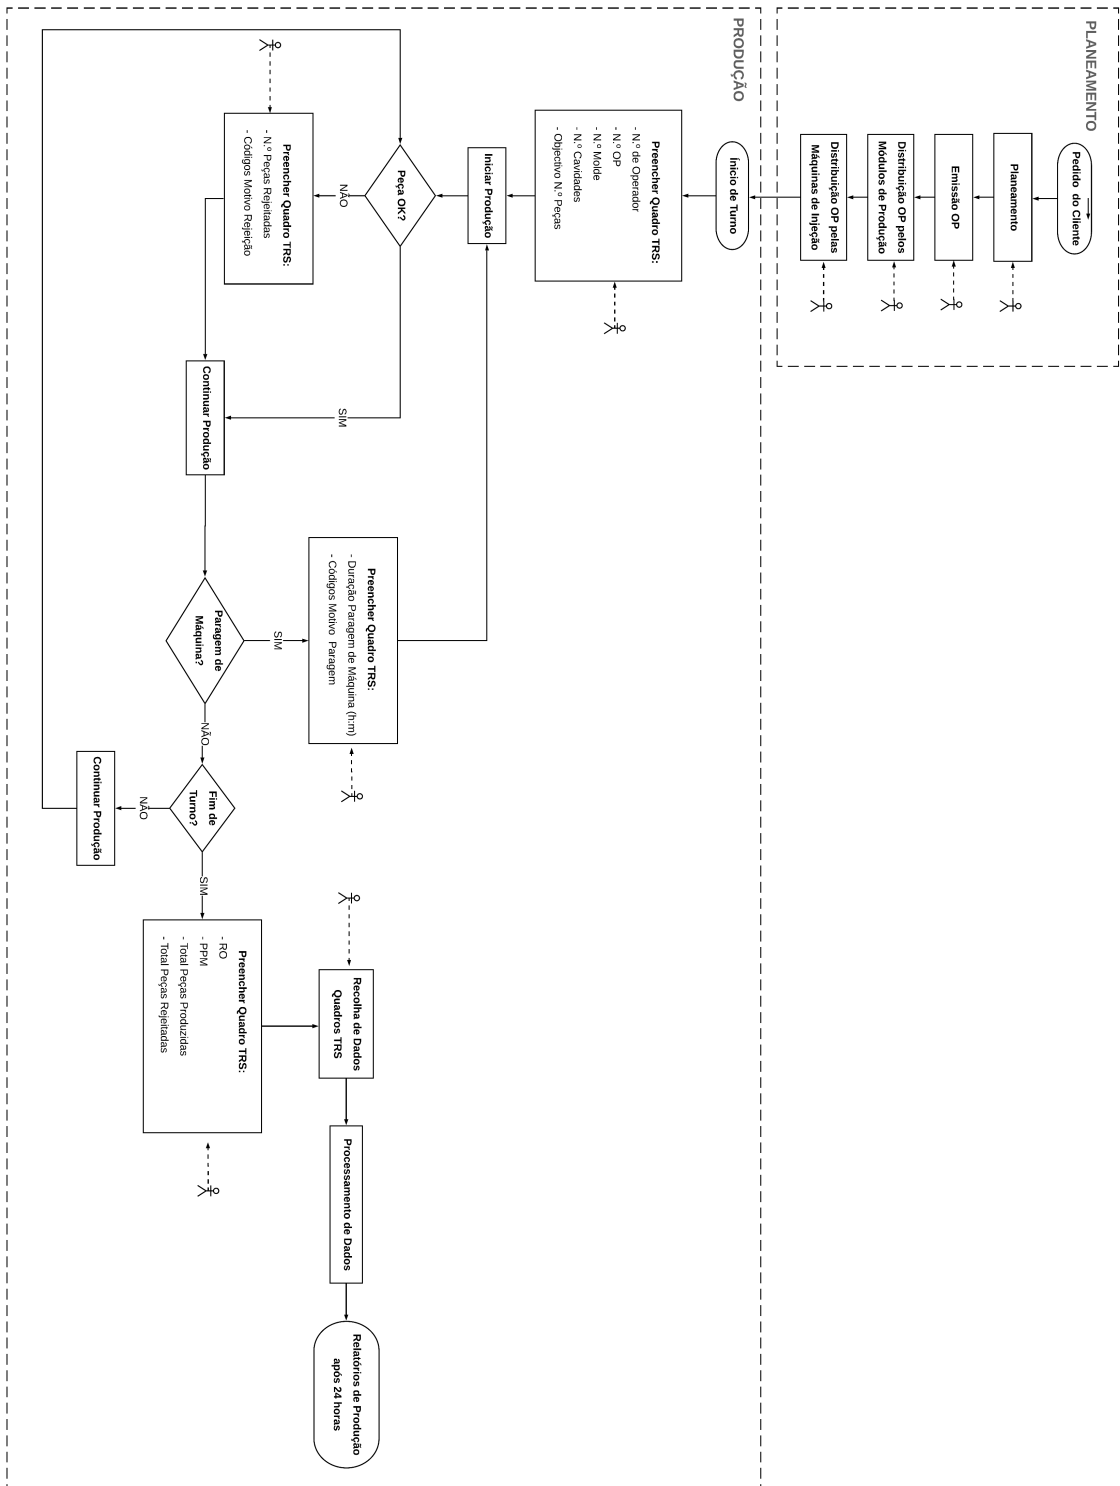 PLANEAMENTO
Pedido do Cliente
Planeamento
Emissão OP
Distribuição OP pelos
Módulos de Produção
Distribuição OP pelas
Máquinas de Injeção
PRODUÇÃO
Ínicio de Turno
Preencher Quadro TRS:
- N.º de Operador
- N.º OP
- N.º Molde
- N.º Cavidades
- Objectivo N.º Peças
Iniciar Produção
Peça OK?
NÃO
SIM
Preencher Quadro TRS:
- N.º Peças Rejeitadas
- Códigos Motivo Rejeição
Continuar Produção
Paragem de
Máquina?
SIM
NÃO
Preencher Quadro TRS:
- Duração Paragem de Máquina (h:m)
- Códigos Motivo Paragem
Fim de
Turno?
NÃO
SIM
Continuar Produção
Preencher Quadro TRS:
- RO
- PPM
- Total Peças Produzidas
- Total Peças Rejeitadas
Recolha de Dados
Quadros TRS
Processamento de Dados
Relatórios de Produção
após 24 horas